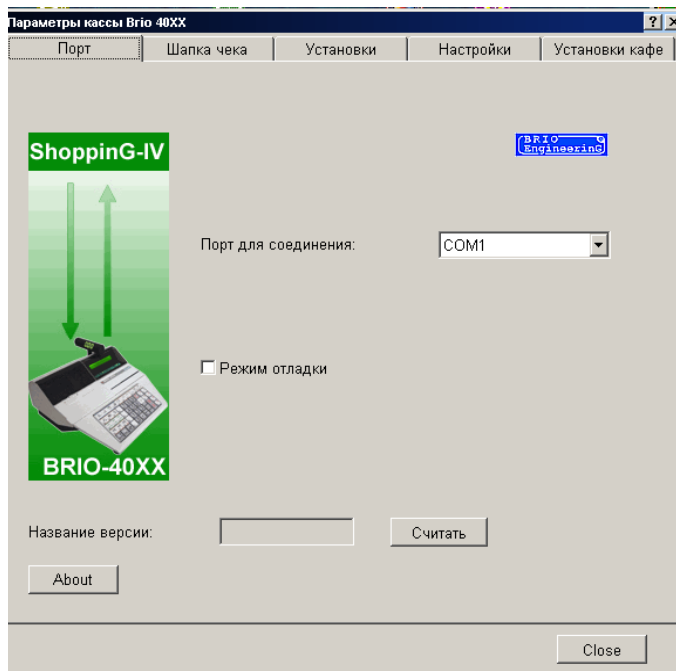 Параметры кассы Brio 40XX
Порт Шапка чека Установки Настройки Установки кафе
ShoppinG-IV
BRIO
EngineerinG
Порт для соединения: COM1
Режим отладки
BRIO-40XX
Название версии: Считать
About
Close